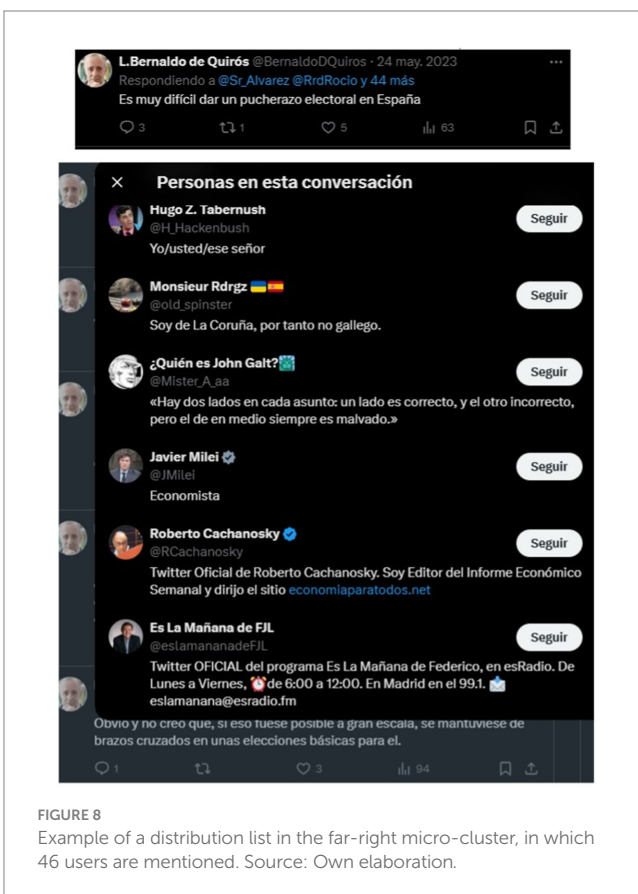 L.Bernaldo de Quirós @BernaldoDQuiros · 24 may. 2023
Respondiendo a @Sr_Alvarez @RrdRocio y 44 más
Es muy difícil dar un pucherazo electoral en España
3 1 5 63
Personas en esta conversación
Hugo Z. Tabernush
@H_Hackenbush
Seguir
Yo/usted/ese señor
Monsieur Rdrgz 🇺🇦🇪🇸
@old_spinster
Seguir
Soy de La Coruña, por tanto no gallego.
¿Quién es John Galt?
@Mister_A_aa
Seguir
«Hay dos lados en cada asunto: un lado es correcto, y el otro incorrecto,
pero el de en medio siempre es malvado.»
Javier Milei
@JMilei
Seguir
Economista
Roberto Cachanosky
@RCachanosky
Seguir
Twitter Oficial de Roberto Cachanosky. Soy Editor del Informe Económico
Semanal y dirijo el sitio economiaparatodos.net
Es La Mañana de FJL
@eslamananadeFJL
Seguir
Twitter OFICIAL del programa Es La Mañana de Federico, en esRadio. De
Lunes a Viernes, ⏰de 6:00 a 12:00. En Madrid en el 99.1. 📩
eslamanana@esradio.fm
Obvio y no creo que, si eso fuese posible a gran escala, se mantuviese de
brazos cruzados en unas elecciones básicas para el.
1 3 94
FIGURE 8
Example of a distribution list in the far-right micro-cluster, in which
46 users are mentioned. Source: Own elaboration.